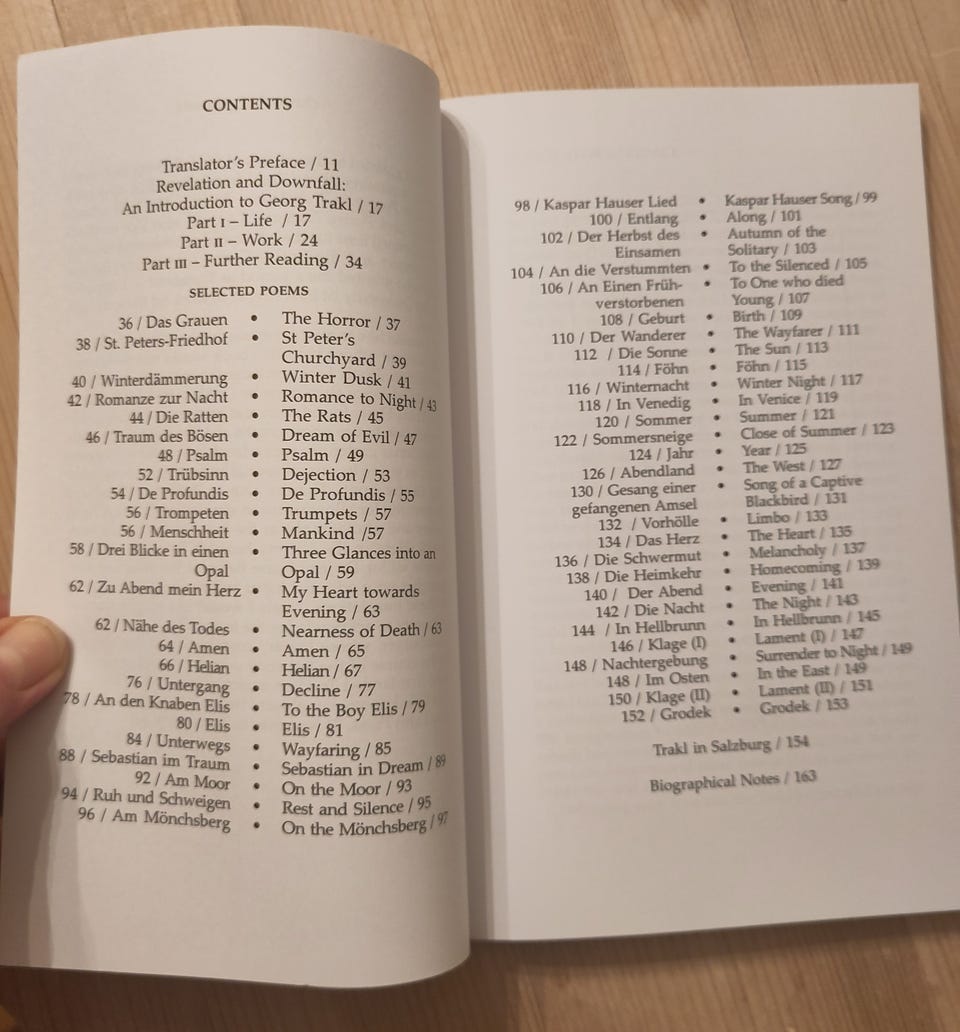 CONTENTS
Translator's Preface / 11
Revelation and Downfall:
An Introduction to Georg Trakl / 17
Part I – Life / 17
Part II – Work / 24
Part III – Further Reading / 34
SELECTED POEMS
36 / Das Grauen • The Horror / 37
38 / St. Peters-Friedhof • St Peter's
Churchyard / 39
40 / Winterdämmerung • Winter Dusk / 41
42 / Romanze zur Nacht • Romance to Night / 43
44 / Die Ratten • The Rats / 45
46 / Traum des Bösen • Dream of Evil / 47
48 / Psalm • Psalm / 49
52 / Trübsinn • Dejection / 53
54 / De Profundis • De Profundis / 55
56 / Trompeten • Trumpets / 57
56 / Menschheit • Mankind /57
58 / Drei Blicke in einen • Three Glances into an
Opal Opal / 59
62 / Zu Abend mein Herz • My Heart towards
Evening / 63
62 / Nähe des Todes • Nearness of Death / 63
64 / Amen • Amen / 65
66 / Helian • Helian / 67
76 / Untergang • Decline / 77
78 / An den Knaben Elis • To the Boy Elis / 79
80 / Elis • Elis / 81
84 / Unterwegs • Wayfaring / 85
88 / Sebastian im Traum • Sebastian in Dream / 89
92 / Am Moor • On the Moor / 93
94 / Ruh und Schweigen • Rest and Silence / 95
96 / Am Mönchsberg • On the Mönchsberg / 97
98 / Kaspar Hauser Lied • Kaspar Hauser Song / 99
100 / Entlang • Along / 101
102 / Der Herbst des • Autumn of the
Einsamen Solitary / 103
104 / An die Verstummten • To the Silenced / 105
106 / An Einen Früh- • To One who died
verstorbenen Young / 107
108 / Geburt • Birth / 109
110 / Der Wanderer • The Wayfarer / 111
112 / Die Sonne • The Sun / 113
114 / Föhn • Föhn / 115
116 / Winternacht • Winter Night / 117
118 / In Venedig • In Venice / 119
120 / Sommer • Summer / 121
122 / Sommersneige • Close of Summer / 123
124 / Jahr • Year / 125
126 / Abendland • The West / 127
130 / Gesang einer • Song of a Captive
gefangenen Amsel Blackbird / 131
132 / Vorhölle • Limbo / 133
134 / Das Herz • The Heart / 135
136 / Die Schwermut • Melancholy / 137
138 / Die Heimkehr • Homecoming / 139
140 / Der Abend • Evening / 141
142 / Die Nacht • The Night / 143
144 / In Hellbrunn • In Hellbrunn / 145
146 / Klage (I) • Lament (I) / 147
148 / Nachtergebung • Surrender to Night / 149
148 / Im Osten • In the East / 149
150 / Klage (II) • Lament (II) / 151
152 / Grodek • Grodek / 153
Trakl in Salzburg / 154
Biographical Notes / 163